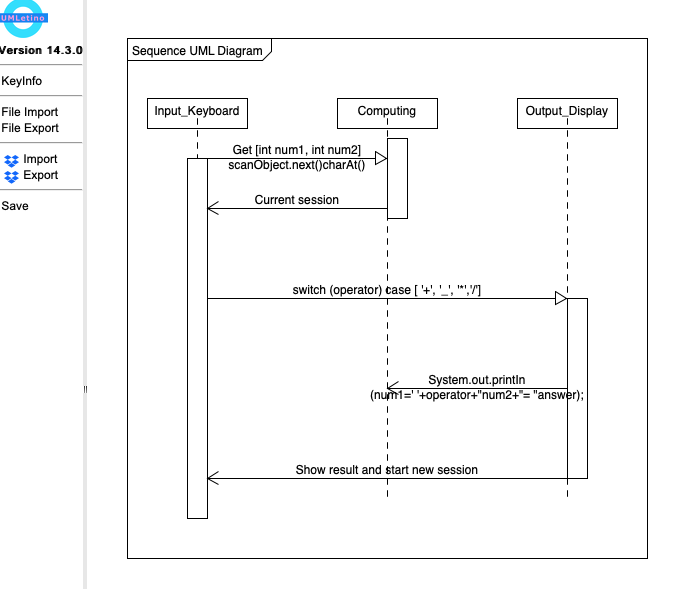 UMLetino
Version 14.3.0
KeyInfo
File Import
File Export
Import
Export
Save
Sequence UML Diagram
Input_Keyboard
Computing
Output_Display
Get [int num1, int num2]
scanObject.next()charAt()
Current session
switch (operator) case [ '+', '_', '*','/']
System.out.println
(num1=' '+operator+"num2+"= "answer);
Show result and start new session